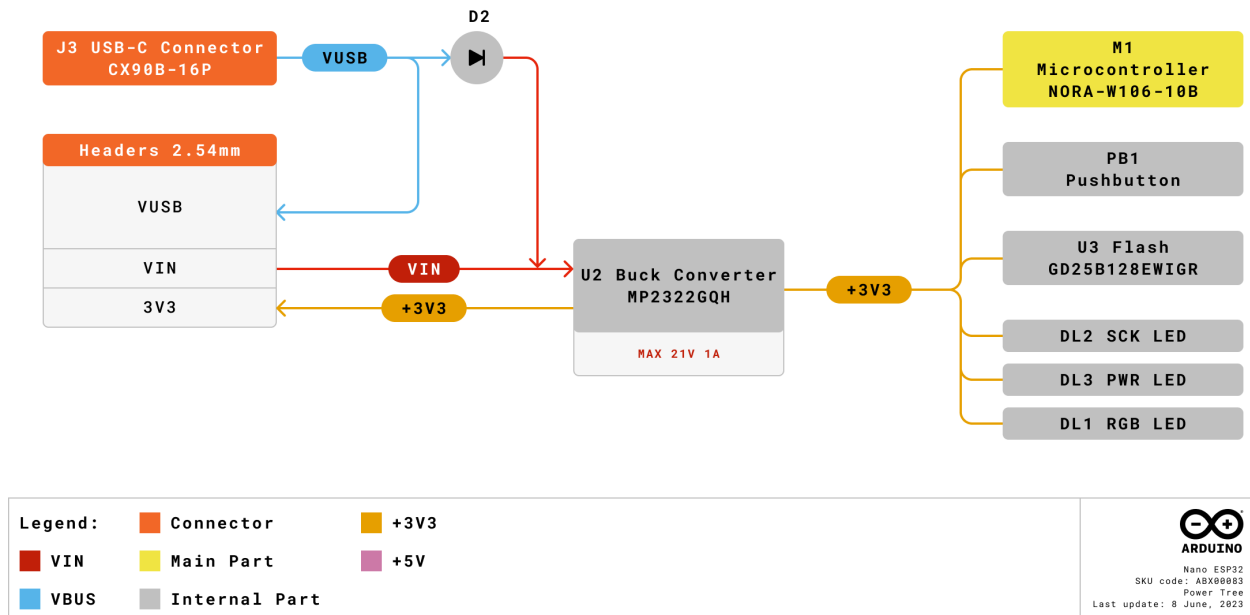 D2
J3 USB-C Connector
CX90B-16P
VUSB
Headers 2.54mm
VUSB
VIN
3V3
VIN
+3V3
U2 Buck Converter
MP2322GQH
MAX 21V 1A
+3V3
M1
Microcontroller
NORA-W106-10B
PB1
Pushbutton
U3 Flash
GD25B128EWIGR
DL2 SCK LED
DL3 PWR LED
DL1 RGB LED
Legend:
Connector
+3V3
VIN
Main Part
+5V
VBUS
Internal Part
ARDUINO
Nano ESP32
SKU code: ABX00083
Power Tree
Last update: 8 June, 2023